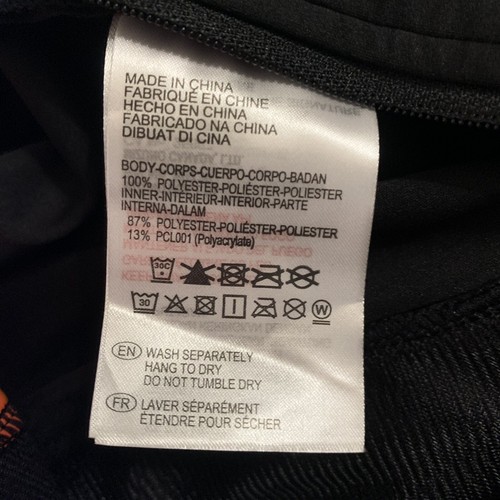 MADE IN CHINA
FABRIQUÉ EN CHINE
HECHO EN CHINA
FABRICADO NA CHINA
DIBUAT DI CINA
BODY-CORPS-CUERPO-CORPO-BADAN
100% POLYESTER-POLIÉSTER-POLIESTER
INNER-INTERIEUR-INTERIOR-PARTE
INTERNA-DALAM
87% POLYESTER-POLIÉSTER-POLIESTER
13% PCL001 (Polyacrylate)
30C
30 W
EN WASH SEPARATELY
HANG TO DRY
DO NOT TUMBLE DRY
FR LAVER SÉPARÉMENT
ÉTENDRE POUR SÉCHER